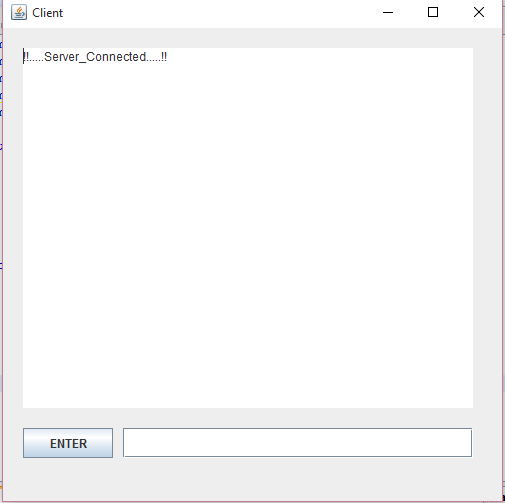 Client
!!.....Server_Connected.....!!
ENTER